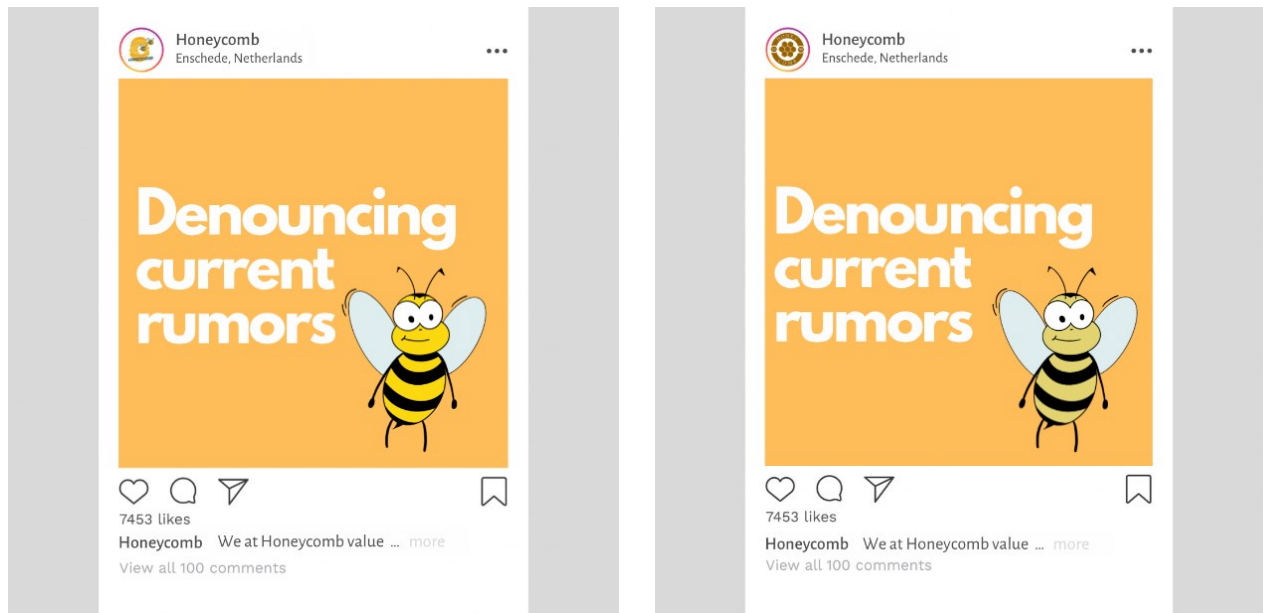 Honeycomb
Enschede, Netherlands
Denouncing
current
rumors
7453 likes
Honeycomb We at Honeycomb value ... more
View all 100 comments
Honeycomb
Enschede, Netherlands
Denouncing
current
rumors
7453 likes
Honeycomb We at Honeycomb value ... more
View all 100 comments